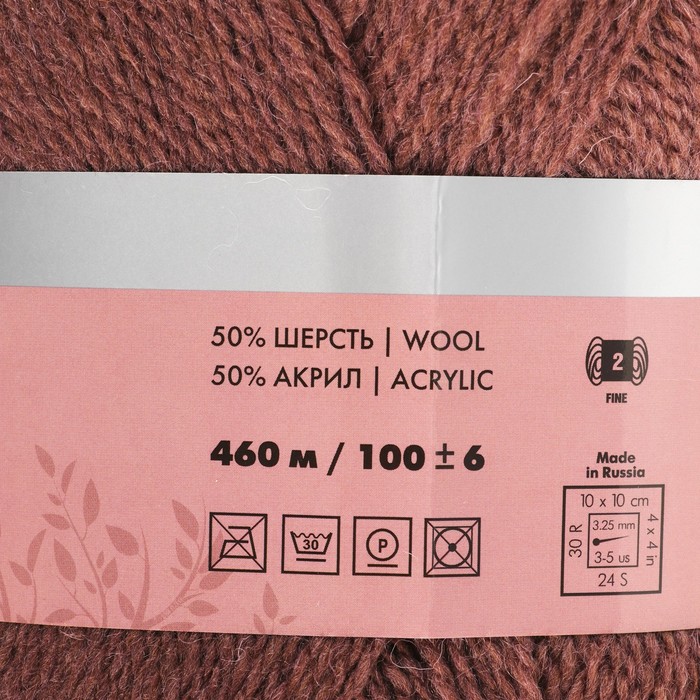 50% ШЕРСТЬ | WOOL
50% АКРИЛ | ACRYLIC
460 м / 100 ± 6
30
P
2
FINE
Made
in Russia
10 x 10 cm
30 R
3.25 mm
3-5 us
4 x 4 in
24 S